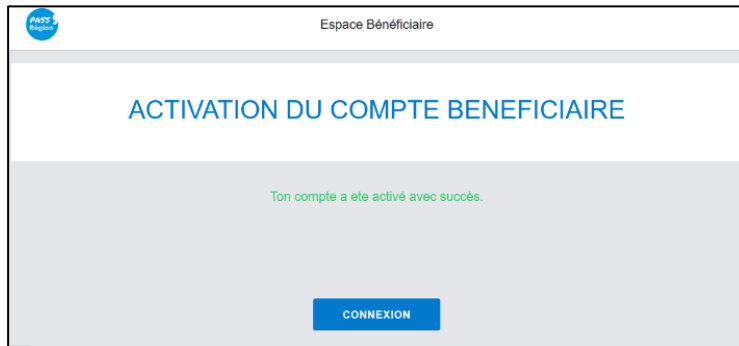 PASS'
Région
Espace Bénéficiaire
ACTIVATION DU COMPTE BENEFICIAIRE
Ton compte a ete activé avec succès.
CONNEXION